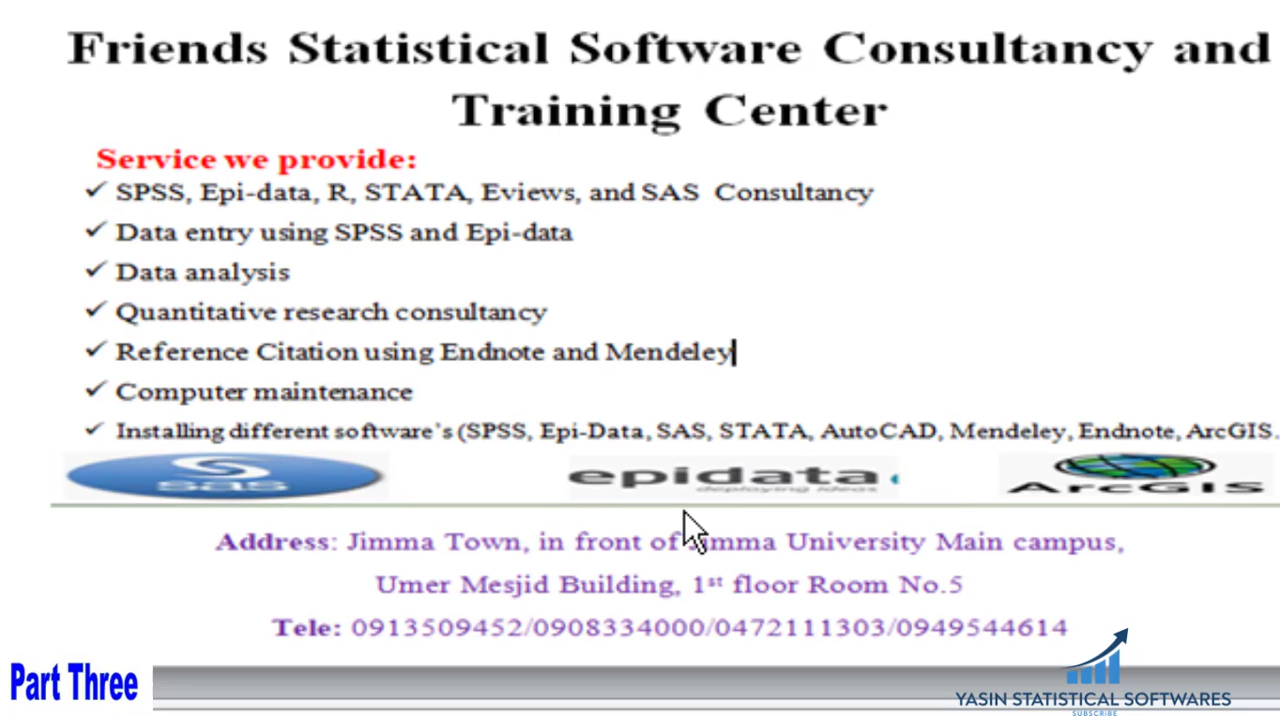 Friends Statistical Software Consultancy and
Training Center
Service we provide:
✓ SPSS, Epi-data, R, STATA, Eviews, and SAS Consultancy
✓ Data entry using SPSS and Epi-data
✓ Data analysis
✓ Quantitative research consultancy
✓ Reference Citation using Endnote and Mendeley
✓ Computer maintenance
✓ Installing different software's (SPSS, Epi-Data, SAS, STATA, AutoCAD, Mendeley, Endnote, ArcGIS.
sas
epidata
deploying ideas
ArcGIS
Address: Jimma Town, in front of Jimma University Main campus,
Umer Mesjid Building, 1st floor Room No.5
Tele: 0913509452/0908334000/0472111303/0949544614
Part Three
YASIN STATISTICAL SOFTWARES
SUBSCRIBE